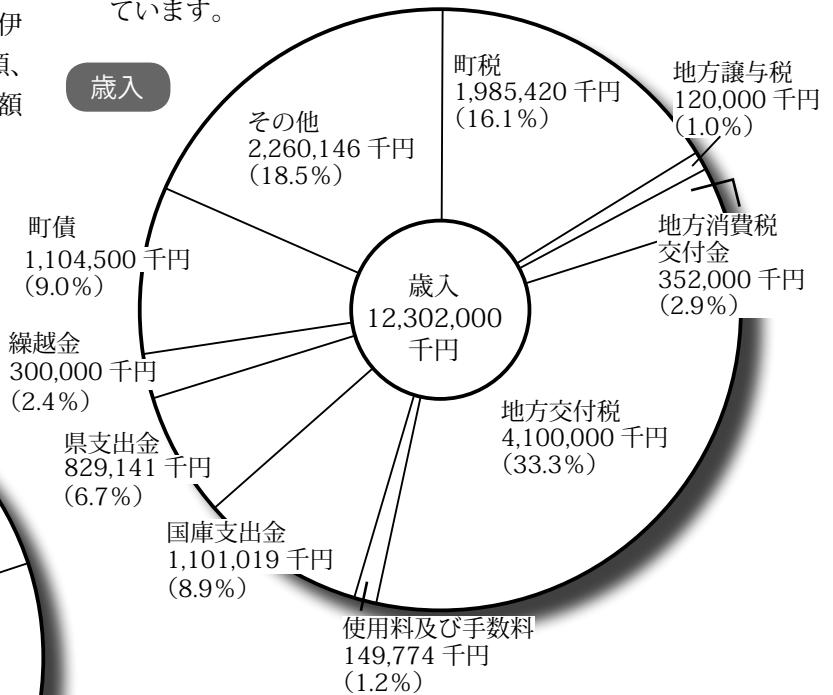 ています。
伊
額、
額
歳入
町税
1,985,420 千円
(16.1%)
地方譲与税
120,000 千円
(1.0%)
地方消費税
交付金
352,000 千円
(2.9%)
地方交付税
4,100,000 千円
(33.3%)
使用料及び手数料
149,774 千円
(1.2%)
国庫支出金
1,101,019 千円
(8.9%)
県支出金
829,141 千円
(6.7%)
繰越金
300,000 千円
(2.4%)
町債
1,104,500 千円
(9.0%)
その他
2,260,146 千円
(18.5%)
歳入
12,302,000
千円